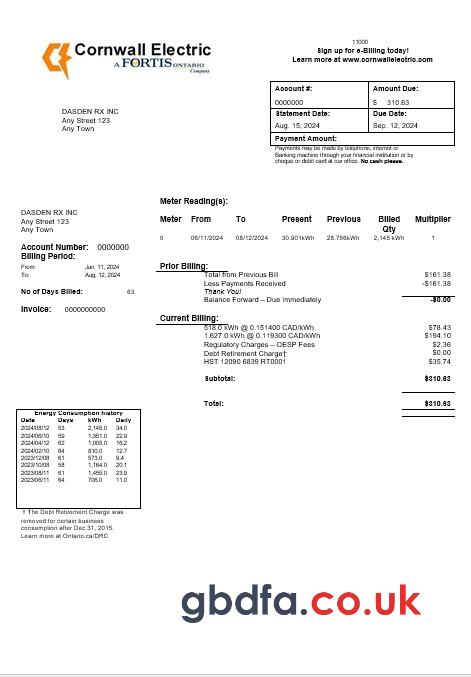 Cornwall Electric
A FORTIS ONTARIO
Company
11000
Sign up for e-Billing today!
Learn more at www.cornwallelectric.com
Account #: Amount Due:
0000000 $ 310.63
Statement Date: Due Date:
Aug. 15, 2024 Sep. 12, 2024
Payment Amount:
Payments may be made by telephone, internet or
Banking machine through your financial institution or by
cheque or debit card at our office. No cash please.
DASDEN RX INC
Any Street 123
Any Town
DASDEN RX INC
Any Street 123
Any Town
Account Number: 0000000
Billing Period:
From: Jun. 11, 2024
To: Aug. 12, 2024
No of Days Billed: 63
Invoice: 0000000000
Meter Reading(s):
Meter From To Present Previous Billed Qty Multiplier
0 06/11/2024 08/12/2024 30.901kWh 28.756kWh 2,145 kWh 1
Prior Billing:
Total from Previous Bill $161.38
Less Payments Received -$161.38
Thank You!
Balance Forward – Due Immediately -$0.00
Current Billing:
518.0 kWh @ 0.151400 CAD/kWh $78.43
1.627.0 kWh @ 0.119300 CAD/kWh $194.10
Regulatory Charges – OESP Fees $2.36
Debt Retirement Charge† $0.00
HST 12090 6839 RT0001 $35.74
Subtotal: $310.63
Total: $310.63
Energy Consumption history
Date Days kWh Daily
2024/08/12 53 2,145.0 34.0
2024/06/10 59 1,351.0 22.9
2024/04/12 62 1,005.0 16.2
2024/02/10 64 810.0 12.7
2023/12/08 61 573.0 9.4
2023/10/08 58 1,164.0 20.1
2023/08/11 61 1,455.0 23.9
2023/06/11 64 706.0 11.0
† The Debt Retirement Charge was
removed for certain business
consumption after Dec 31, 2015.
Learn more at Ontario.ca/DRC
gbdfa.co.uk